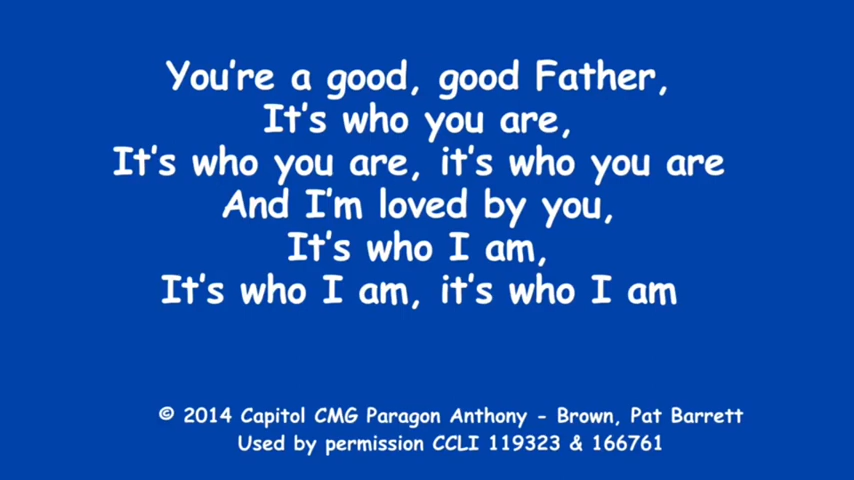 You're a good, good Father,
It's who you are,
It's who you are, it's who you are
And I'm loved by you,
It's who I am,
It's who I am, it's who I am
© 2014 Capitol CMG Paragon Anthony - Brown, Pat Barrett
Used by permission CCLI 119323 & 166761